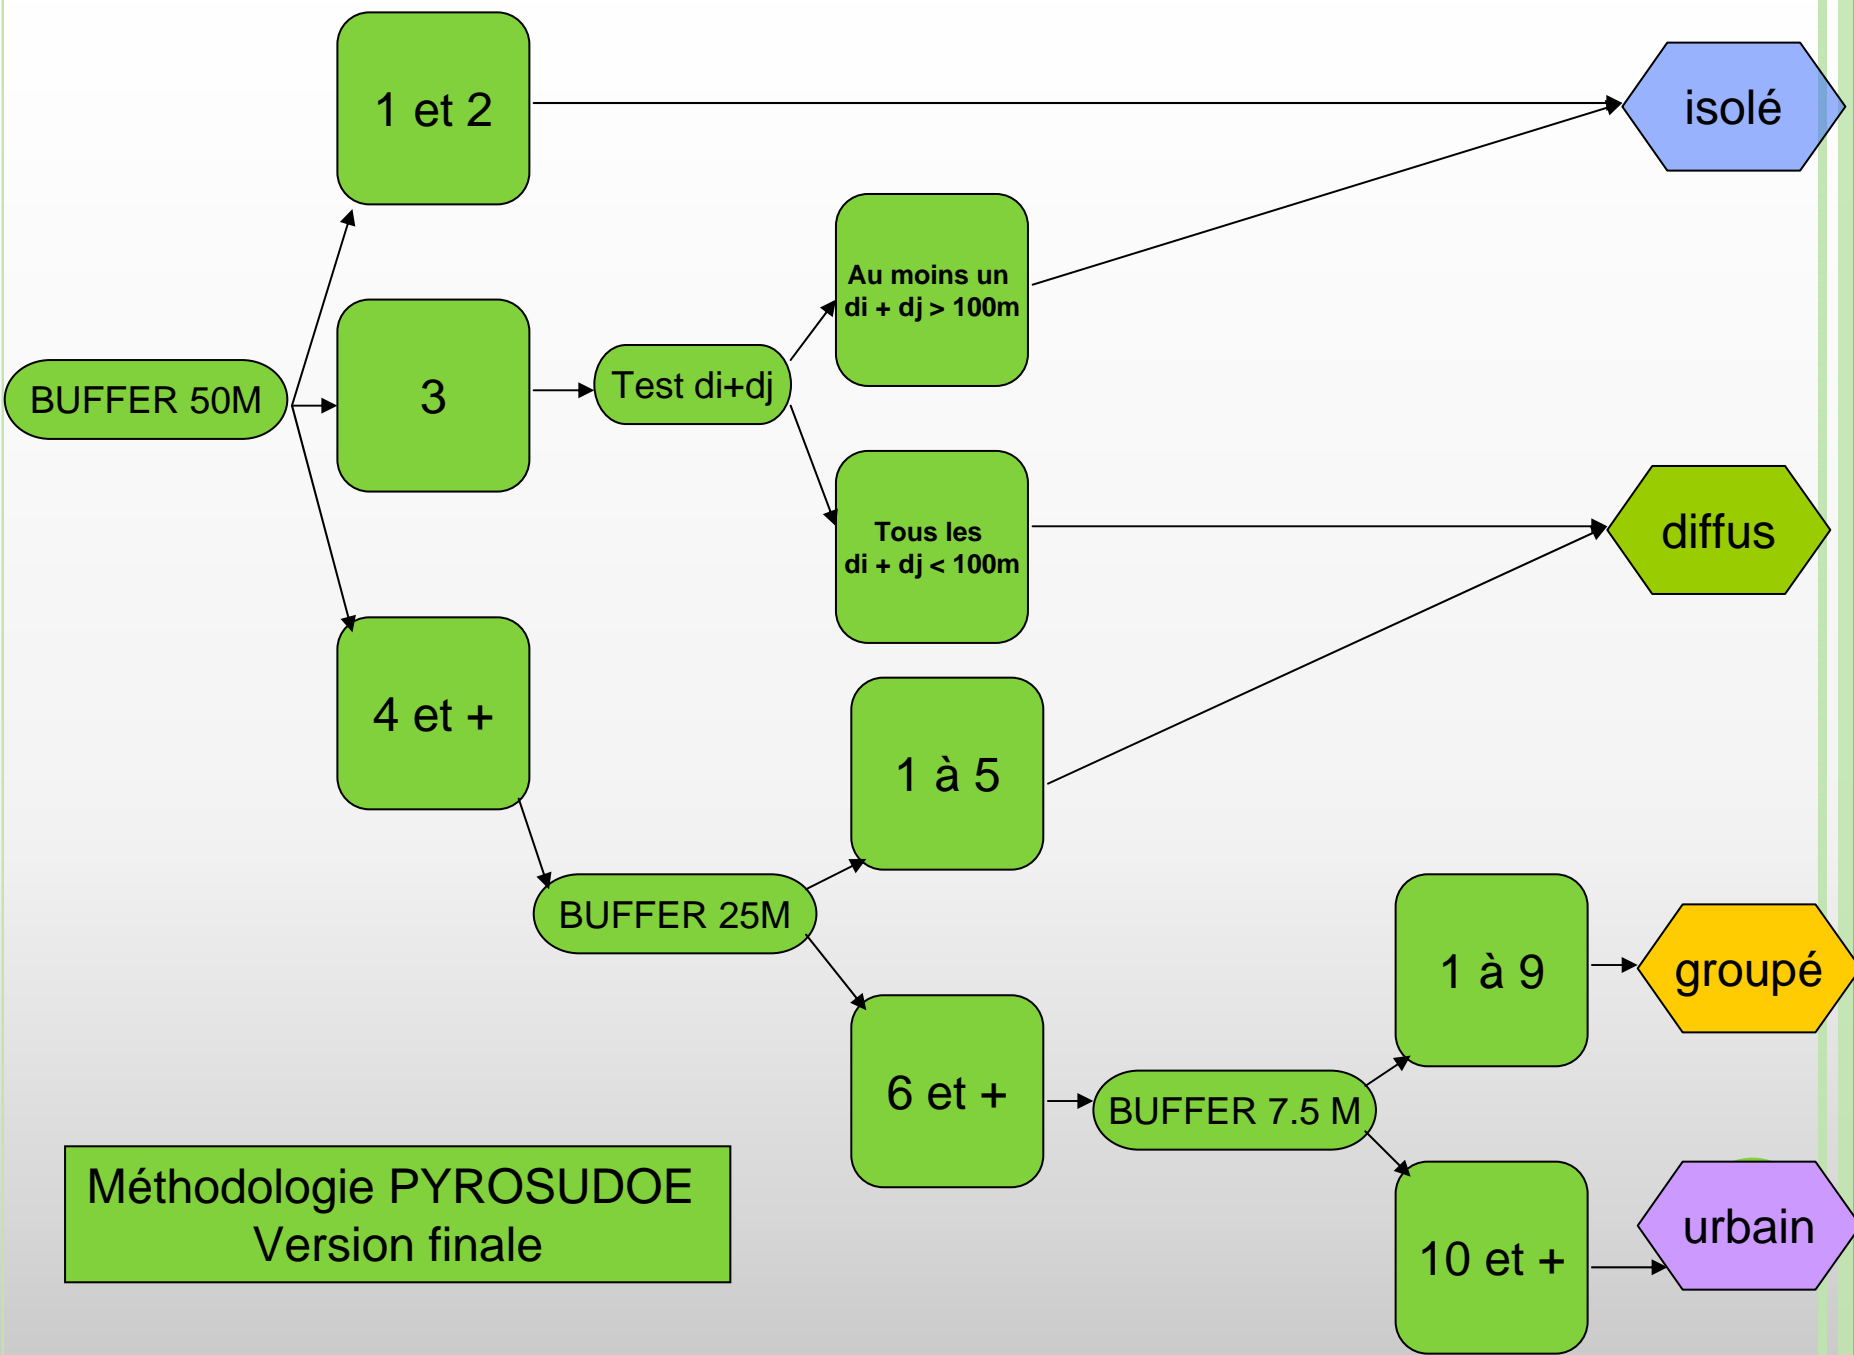 1 et 2
isolé
Au moins un
di + dj > 100m
BUFFER 50M
3
Test di+dj
Tous les
di + dj < 100m
diffus
4 et +
1 à 5
BUFFER 25M
1 à 9
groupé
6 et +
BUFFER 7.5 M
Méthodologie PYROSUDOE
Version finale
10 et +
urbain